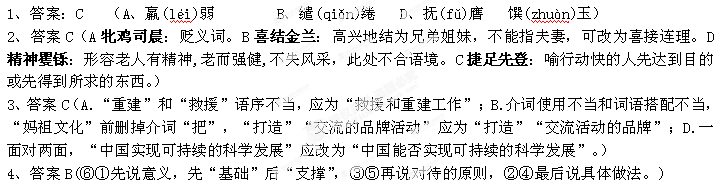 1、答案：C （A、羸(léi)弱 B、缱(qiǎn)绻 D、抚(fǔ)膺 馔(zhuàn)玉）
2、答案 C（A 牝鸡司晨：贬义词。B 喜结金兰：高兴地结为兄弟姐妹，不能指夫妻，可改为喜接连理。D
精神矍铄：形容老人有精神,老而强健,不失风采，此处不合语境。C 捷足先登：喻行动快的人先达到目的
或先得到所求的东西。）
3、答案 C（A.“重建”和“救援”语序不当，应为“救援和重建工作”；B.介词使用不当和词语搭配不当，
“妈祖文化”前删掉介词“把”，“打造”“交流的品牌活动”应为“打造”“交流活动的品牌”；D.一
面对两面，“中国实现可持续的科学发展”应改为“中国能否实现可持续的科学发展”。）
4、答案 B(⑥①先说意义，先“基础”后“支撑”，③⑤再说对待的原则，②④最后说具体做法。）